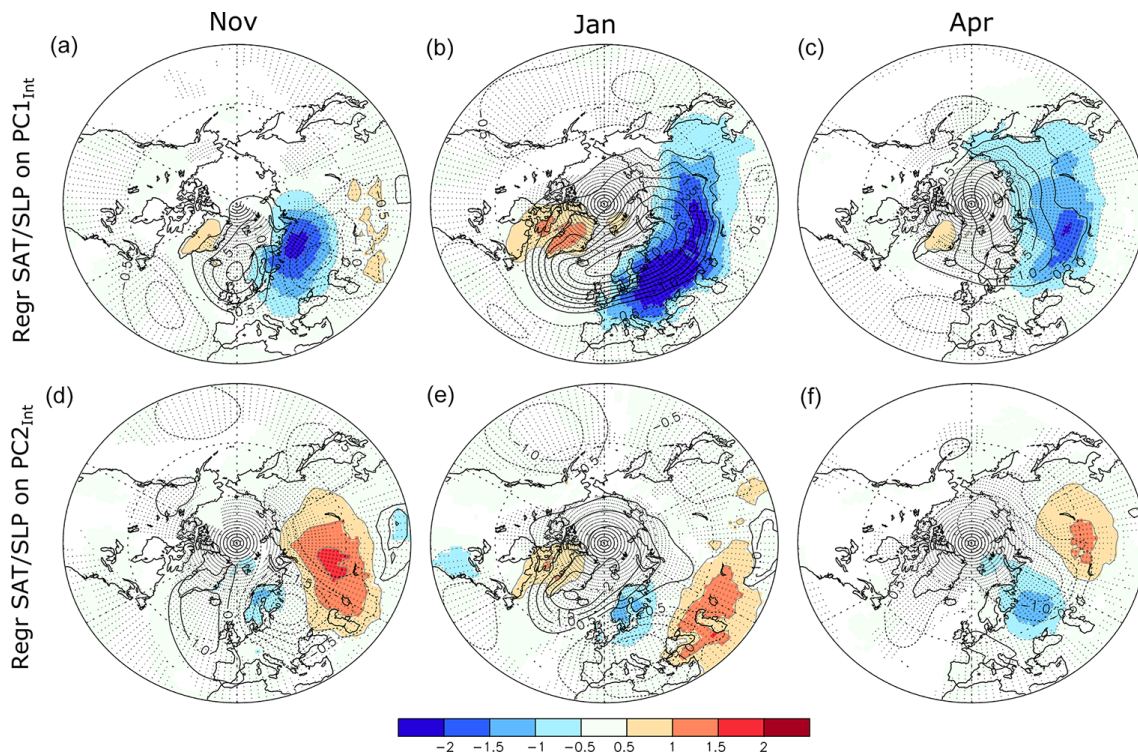 Nov
Jan
Apr
(a)
(b)
(c)
Regr SAT/SLP on PC1Int
(d)
(e)
(f)
Regr SAT/SLP on PC2Int
−2 −1.5 −1 −0.5 0.5 1 1.5 2